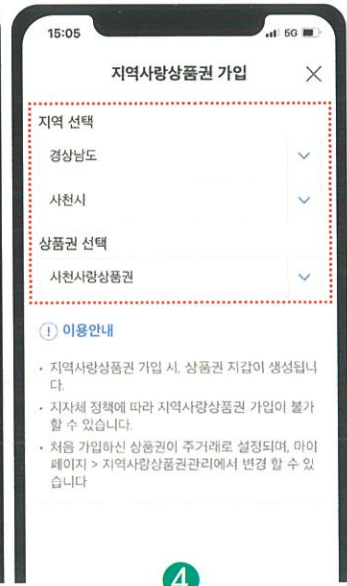 15:05
5G
지역사랑상품권 가입
지역 선택
경상남도
사천시
상품권 선택
사천사랑상품권
! 이용안내
• 지역사랑상품권 가입 시, 상품권 지갑이 생성됩니
다.
• 지자체 정책에 따라 지역사랑상품권 가입이 불가
할 수 있습니다.
• 처음 가입하신 상품권이 주거래로 설정되며, 마이
페이지 > 지역사랑상품권관리에서 변경 할 수 있
습니다
4